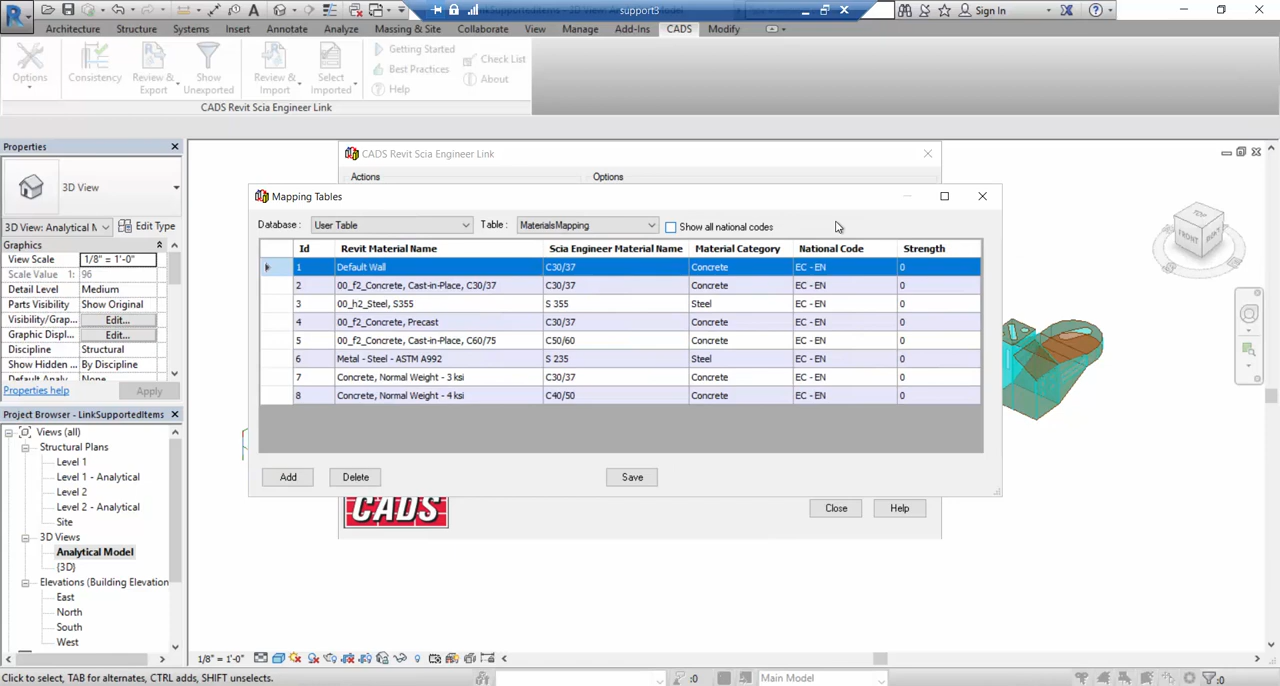 support3
Sign In
Architecture Structure Systems Insert Annotate Analyze Massing & Site Collaborate View Manage Add-Ins CADS Modify
Options
Consistency
Review & Export
Show Unexported
Review & Import
Select Imported
Getting Started
Best Practices
Help
Check List
About
CADS Revit Scia Engineer Link
Properties
3D View
3D View: Analytical M
Edit Type
Graphics
View Scale 1/8" = 1'-0"
Scale Value 1: 96
Detail Level Medium
Parts Visibility Show Original
Visibility/Grap... Edit...
Graphic Displ... Edit...
Discipline Structural
Show Hidden ... By Discipline
Default Analy... None
Properties help
Apply
Project Browser - LinkSupportedItems
Views (all)
Structural Plans
Level 1
Level 1 - Analytical
Level 2
Level 2 - Analytical
Site
3D Views
Analytical Model
{3D}
Elevations (Building Elevation
East
North
South
West
CADS Revit Scia Engineer Link
Actions
Options
Mapping Tables
Database : User Table
Table : MaterialsMapping
Show all national codes
Id Revit Material Name Scia Engineer Material Name Material Category National Code Strength
1 Default Wall C30/37 Concrete EC - EN 0
2 00_f2_Concrete, Cast-in-Place, C30/37 C30/37 Concrete EC - EN 0
3 00_h2_Steel, S355 S 355 Steel EC - EN 0
4 00_f2_Concrete, Precast C30/37 Concrete EC - EN 0
5 00_f2_Concrete, Cast-in-Place, C60/75 C50/60 Concrete EC - EN 0
6 Metal - Steel - ASTM A992 S 235 Steel EC - EN 0
7 Concrete, Normal Weight - 3 ksi C30/37 Concrete EC - EN 0
8 Concrete, Normal Weight - 4 ksi C40/50 Concrete EC - EN 0
Add
Delete
Save
CADS
Close
Help
FRONT
1/8" = 1'-0"
Click to select, TAB for alternates, CTRL adds, SHIFT unselects.
:0
Main Model
:0